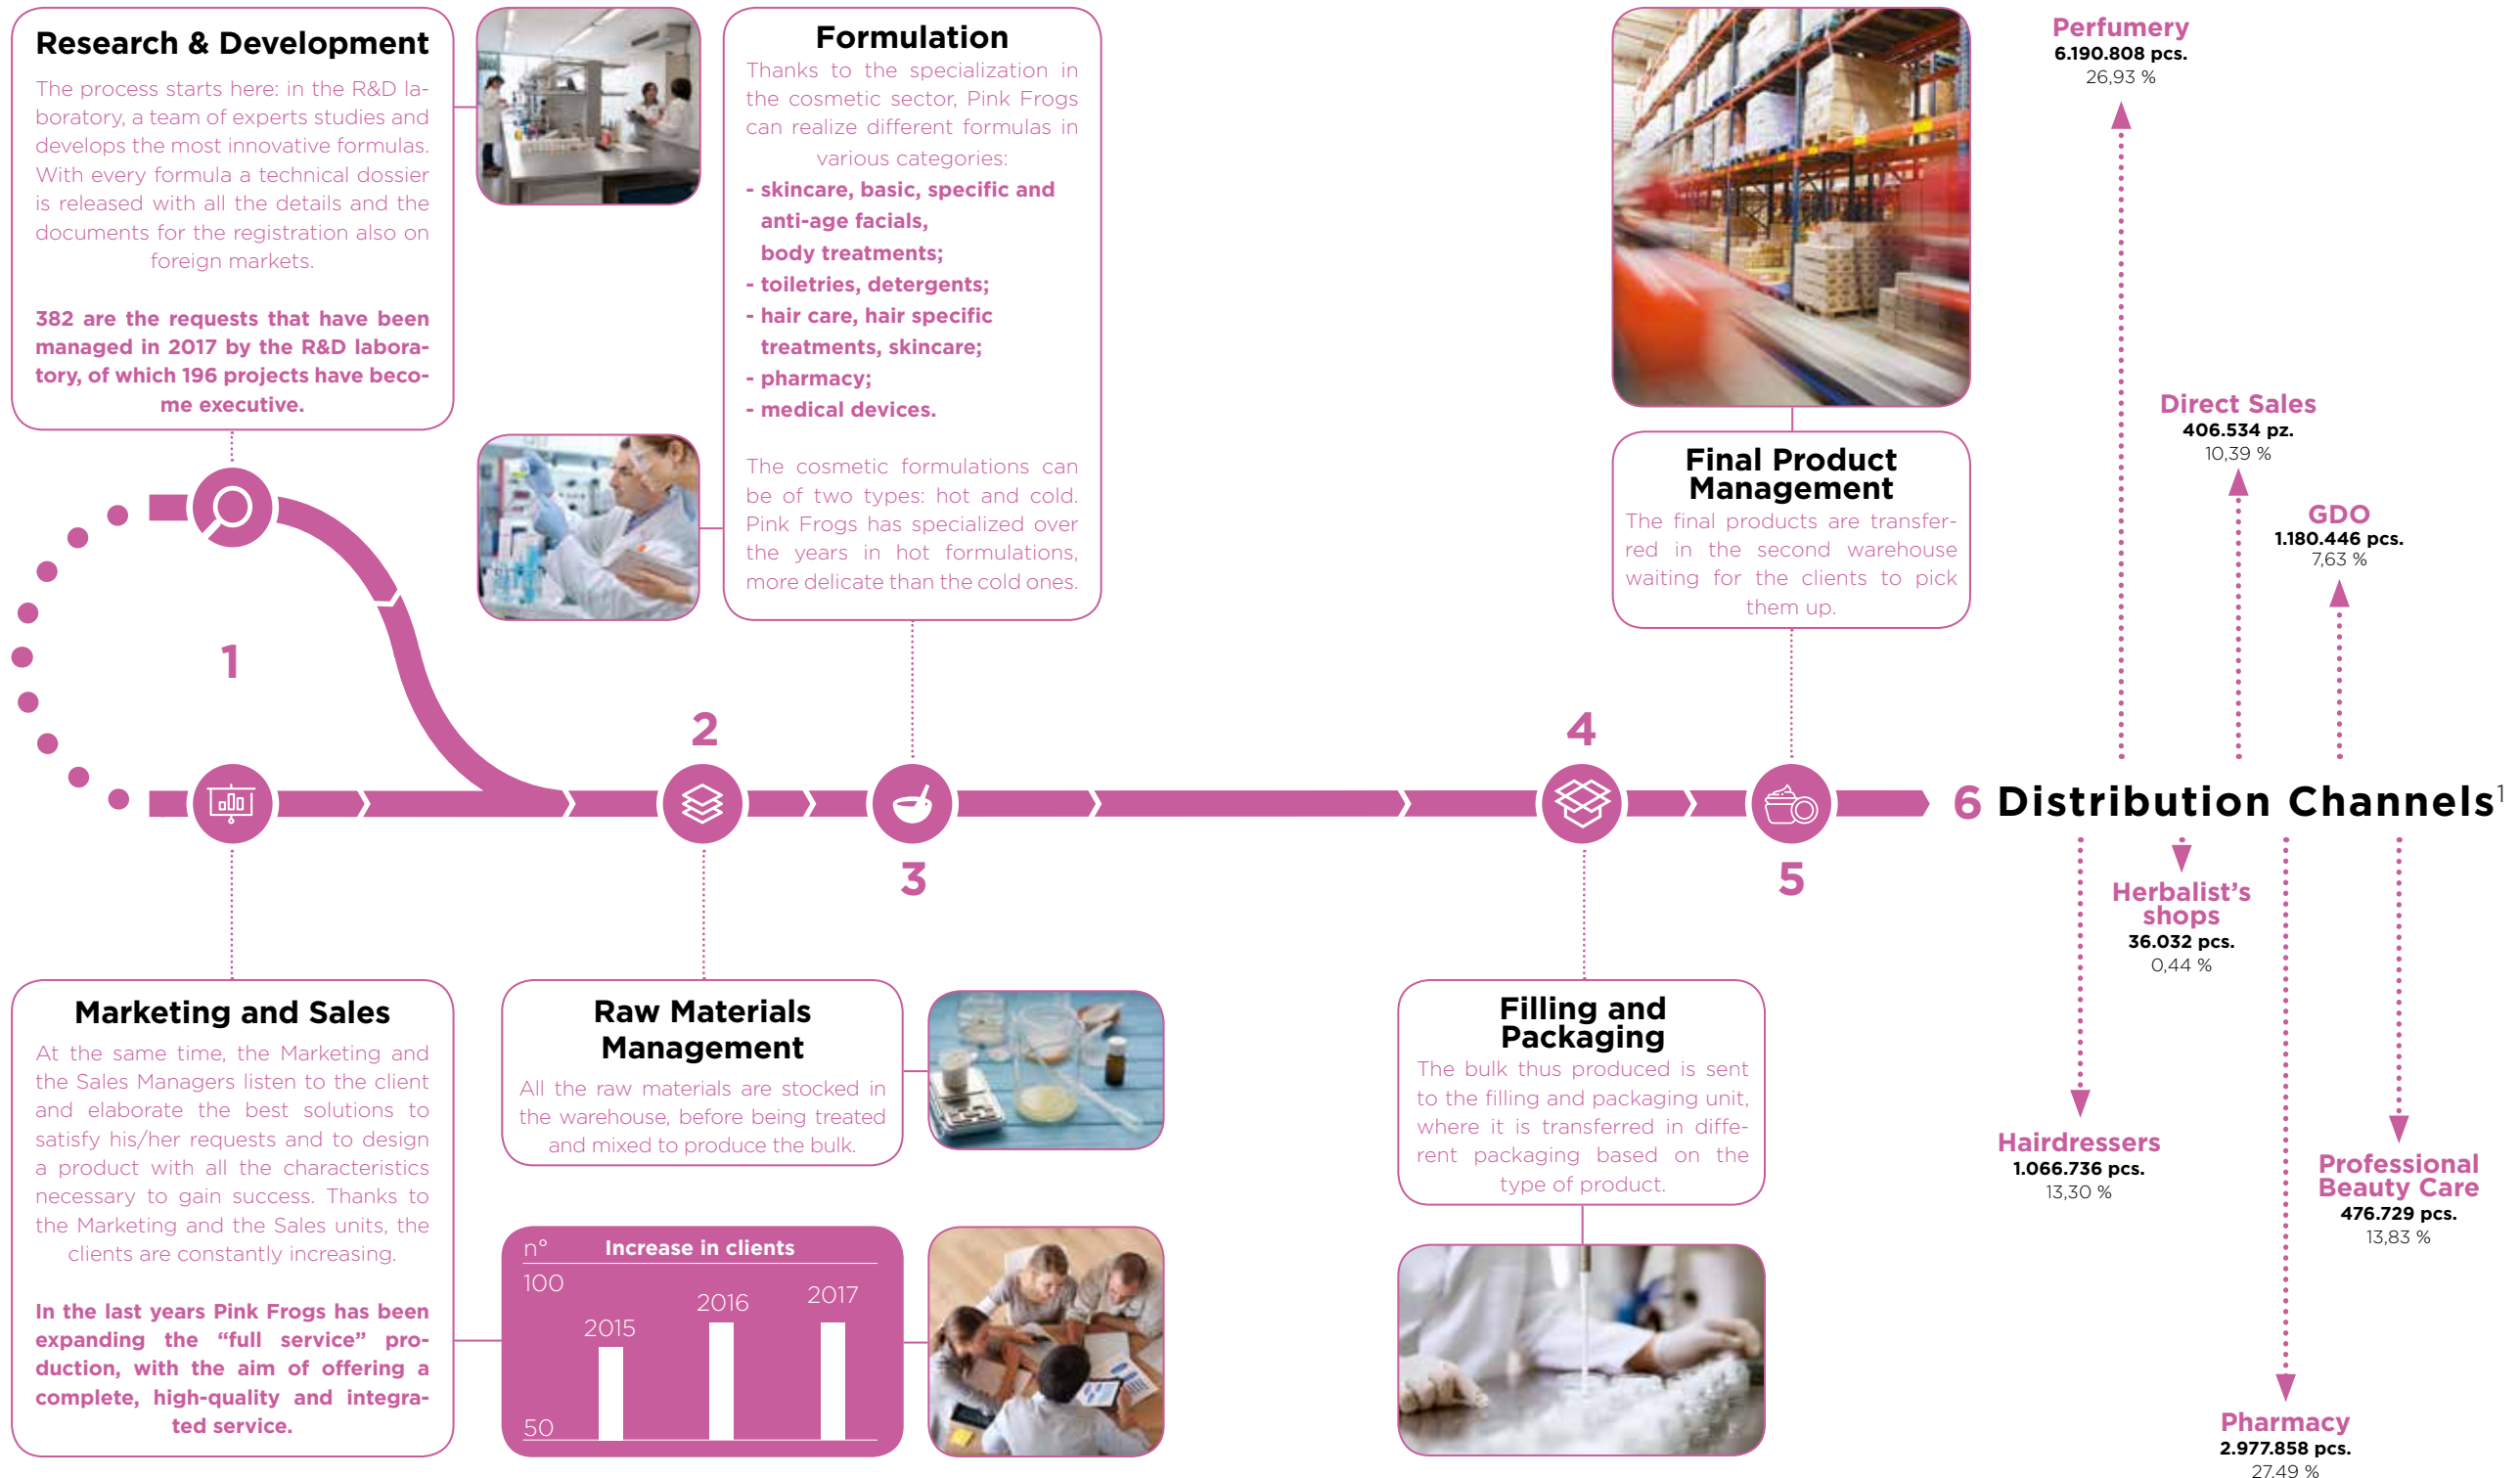 Research & Development
The process starts here: in the R&D la-
boratory, a team of experts studies and
develops the most innovative formulas.
With every formula a technical dossier
is released with all the details and the
documents for the registration also on
foreign markets.
382 are the requests that have been
managed in 2017 by the R&D labora-
tory, of which 196 projects have beco-
me executive.
Formulation
Thanks to the specialization in
the cosmetic sector, Pink Frogs
can realize different formulas in
various categories:
- skincare, basic, specific and
anti-age facials,
body treatments;
- toiletries, detergents;
- hair care, hair specific
treatments, skincare;
- pharmacy;
- medical devices.
The cosmetic formulations can
be of two types: hot and cold.
Pink Frogs has specialized over
the years in hot formulations,
more delicate than the cold ones.
Final Product
Management
The final products are transfer-
red in the second warehouse
waiting for the clients to pick
them up.
Perfumery
6.190.808 pcs.
26,93 %
Direct Sales
406.534 pz.
10,39 %
GDO
1.180.446 pcs.
7,63 %
1
2
3
4
5
6 Distribution Channels1
Herbalist's
shops
36.032 pcs.
0,44 %
Hairdressers
1.066.736 pcs.
13,30 %
Professional
Beauty Care
476.729 pcs.
13,83 %
Pharmacy
2.977.858 pcs.
27.49 %
Marketing and Sales
At the same time, the Marketing and
the Sales Managers listen to the client
and elaborate the best solutions to
satisfy his/her requests and to design
a product with all the characteristics
necessary to gain success. Thanks to
the Marketing and the Sales units, the
clients are constantly increasing.
In the last years Pink Frogs has been
expanding the “full service” pro-
duction, with the aim of offering a
complete, high-quality and integra-
ted service.
Raw Materials
Management
All the raw materials are stocked in
the warehouse, before being treated
and mixed to produce the bulk.
n° Increase in clients
100
2015
2016
2017
50
Filling and
Packaging
The bulk thus produced is sent
to the filling and packaging unit,
where it is transferred in diffe-
rent packaging based on the
type of product.